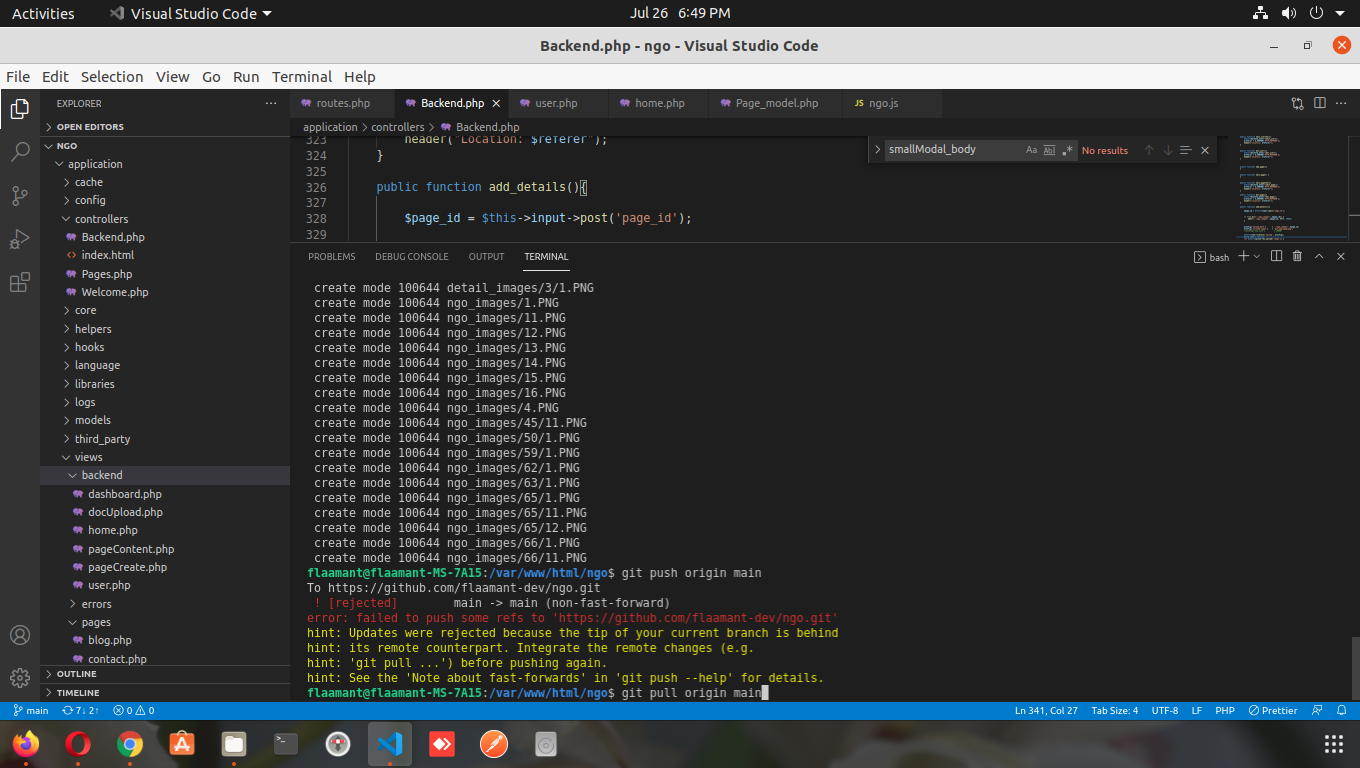 Activities
Visual Studio Code
Jul 26 6:49 PM
Backend.php - ngo - Visual Studio Code
File Edit Selection View Go Run Terminal Help
EXPLORER
routes.php
Backend.php
user.php
home.php
Page_model.php
JS ngo.js
OPEN EDITORS
NGO
application
cache
config
controllers
Backend.php
index.html
Pages.php
Welcome.php
core
helpers
hooks
language
libraries
logs
models
third_party
views
backend
dashboard.php
docUpload.php
home.php
pageContent.php
pageCreate.php
user.php
errors
pages
blog.php
contact.php
OUTLINE
TIMELINE
application > controllers > Backend.php
323 header("Location: $referer");
324 }
325
326 public function add_details(){
327
328 $page_id = $this->input->post('page_id');
329
smallModal_body
Aa
Abl
.*
No results
PROBLEMS DEBUG CONSOLE OUTPUT TERMINAL
bash
create mode 100644 detail_images/3/1.PNG
create mode 100644 ngo_images/1.PNG
create mode 100644 ngo_images/11.PNG
create mode 100644 ngo_images/12.PNG
create mode 100644 ngo_images/13.PNG
create mode 100644 ngo_images/14.PNG
create mode 100644 ngo_images/15.PNG
create mode 100644 ngo_images/16.PNG
create mode 100644 ngo_images/4.PNG
create mode 100644 ngo_images/45/11.PNG
create mode 100644 ngo_images/50/1.PNG
create mode 100644 ngo_images/59/1.PNG
create mode 100644 ngo_images/62/1.PNG
create mode 100644 ngo_images/63/1.PNG
create mode 100644 ngo_images/65/1.PNG
create mode 100644 ngo_images/65/11.PNG
create mode 100644 ngo_images/65/12.PNG
create mode 100644 ngo_images/66/1.PNG
create mode 100644 ngo_images/66/11.PNG
flaamant@flaamant-MS-7A15:/var/www/html/ngo$ git push origin main
To https://github.com/flaamant-dev/ngo.git
! [rejected] main -> main (non-fast-forward)
error: failed to push some refs to 'https://github.com/flaamant-dev/ngo.git'
hint: Updates were rejected because the tip of your current branch is behind
hint: its remote counterpart. Integrate the remote changes (e.g.
hint: 'git pull ...') before pushing again.
hint: See the 'Note about fast-forwards' in 'git push --help' for details.
flaamant@flaamant-MS-7A15:/var/www/html/ngo$ git pull origin main
main
7↓ 2↑
0
0
Ln 341, Col 27
Tab Size: 4
UTF-8
LF
PHP
Prettier